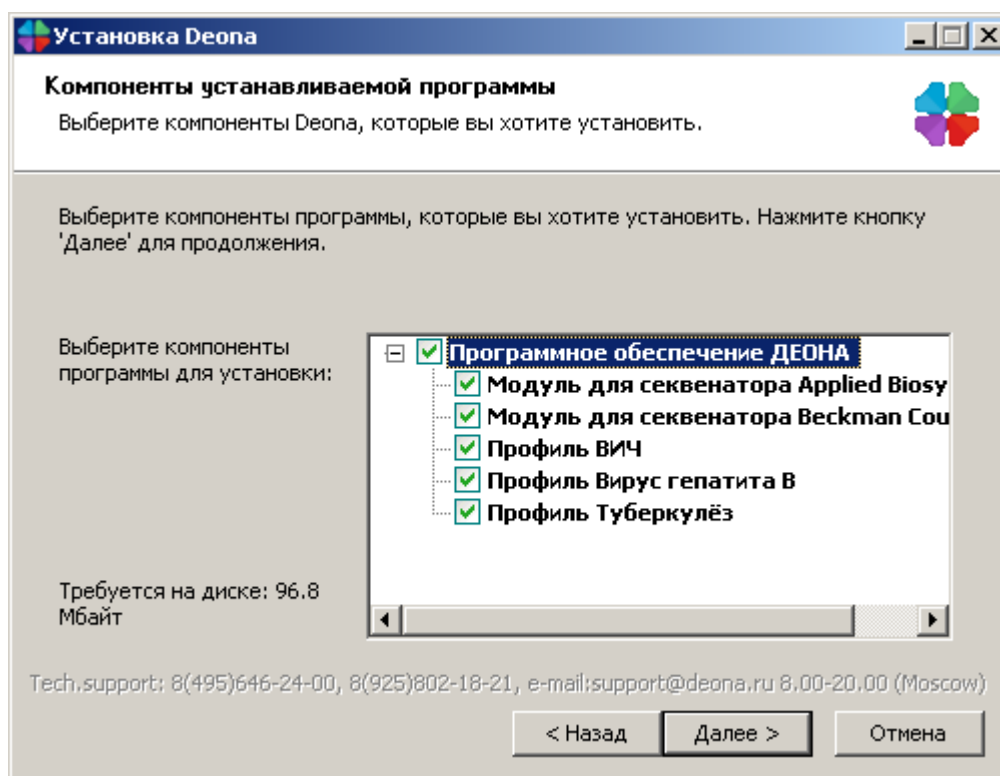 Установка Deona
Компоненты устанавливаемой программы
Выберите компоненты Deona, которые вы хотите установить.
Выберите компоненты программы, которые вы хотите установить. Нажмите кнопку
'Далее' для продолжения.
Выберите компоненты
программы для установки:
Программное обеспечение ДЕОНА
Модуль для секвенатора Applied Biosy
Модуль для секвенатора Beckman Cou
Профиль ВИЧ
Профиль Вирус гепатита В
Профиль Туберкулёз
Требуется на диске: 96.8
Мбайт
Tech.support: 8(495)646-24-00, 8(925)802-18-21, e-mail:support@deona.ru 8.00-20.00 (Moscow)
< Назад
Далее >
Отмена